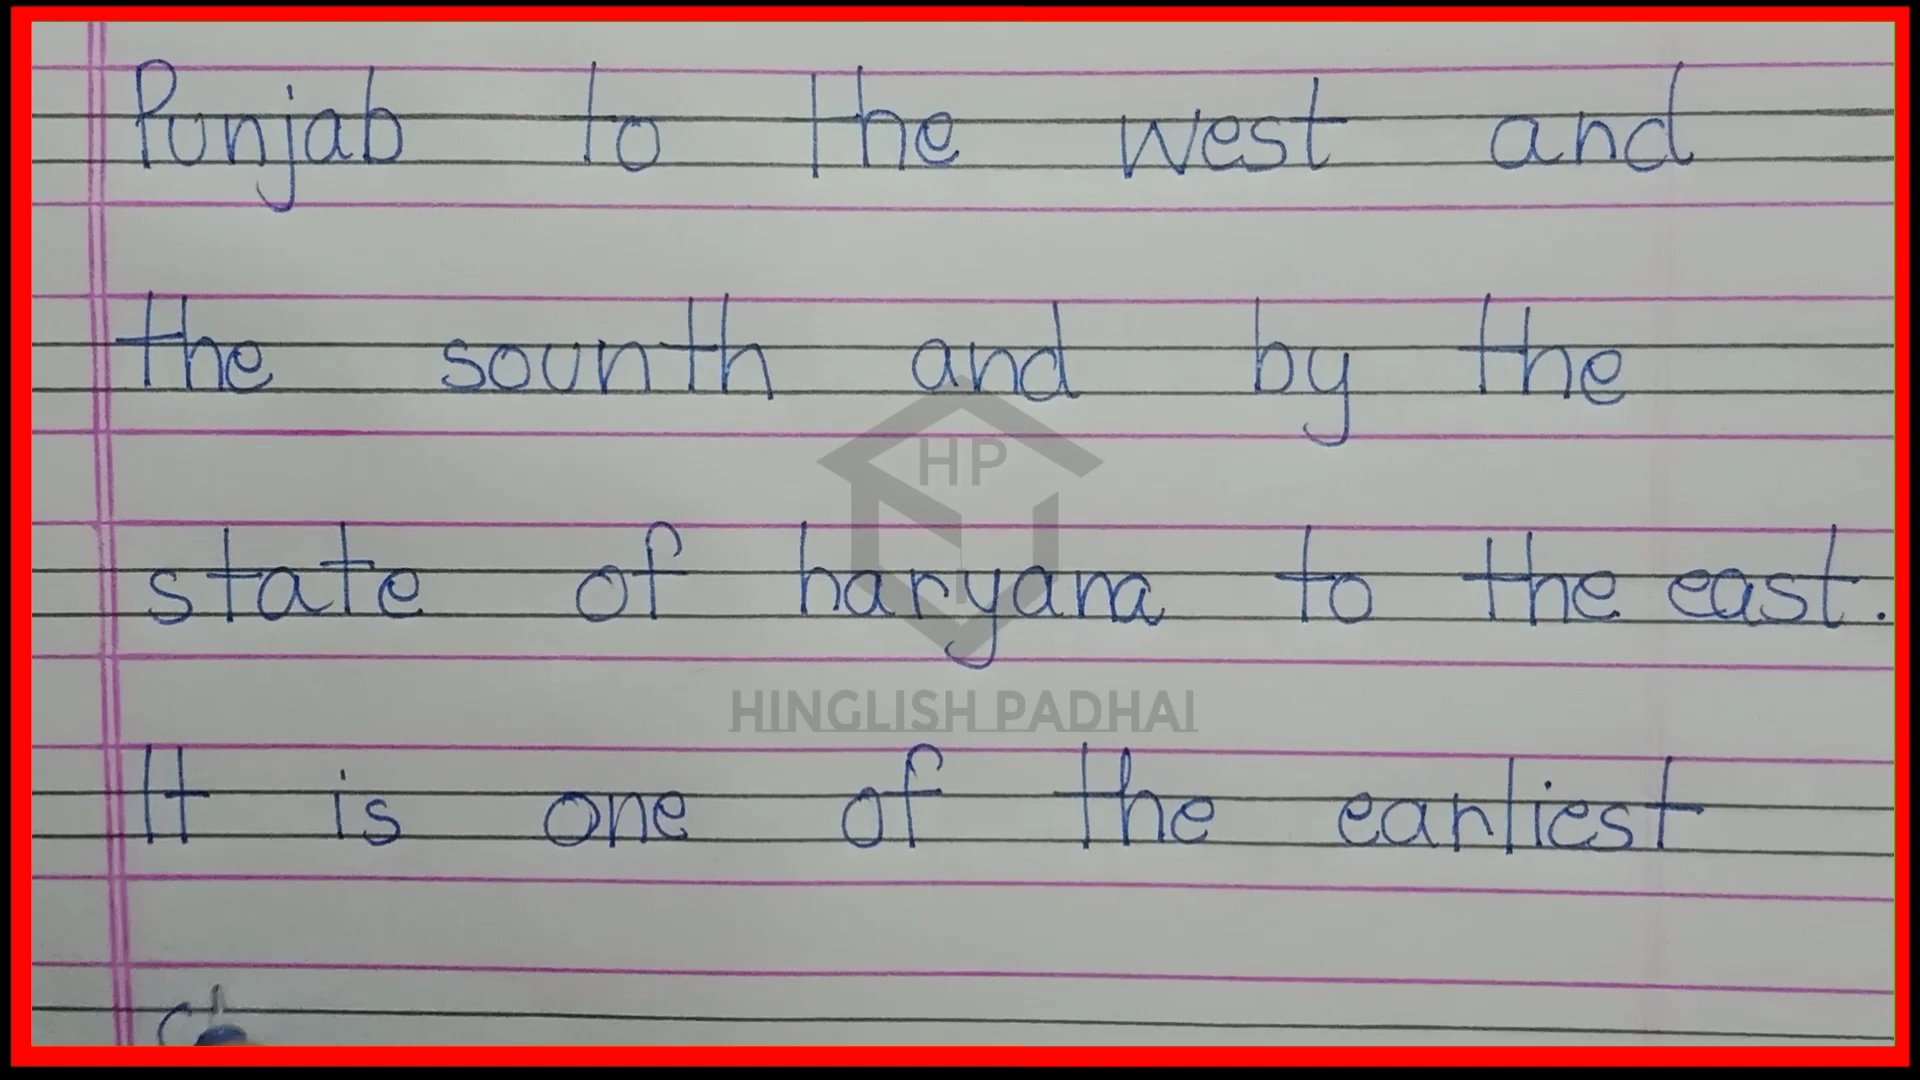 Punjab to the west and
the sounth and by the
HP
state of haryana to the east.
HINGLISH PADHAI
It is one of the earliest